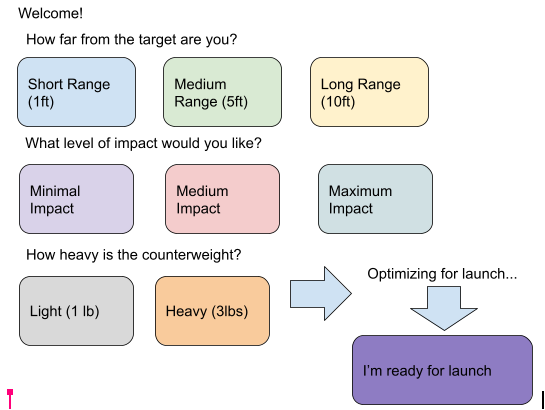 Welcome!
How far from the target are you?
Short Range
(1ft)
Medium
Range (5ft)
Long Range
(10ft)
What level of impact would you like?
Minimal
Impact
Medium
Impact
Maximum
Impact
How heavy is the counterweight?
Light (1 lb)
Heavy (3lbs)
Optimizing for launch...
I'm ready for launch